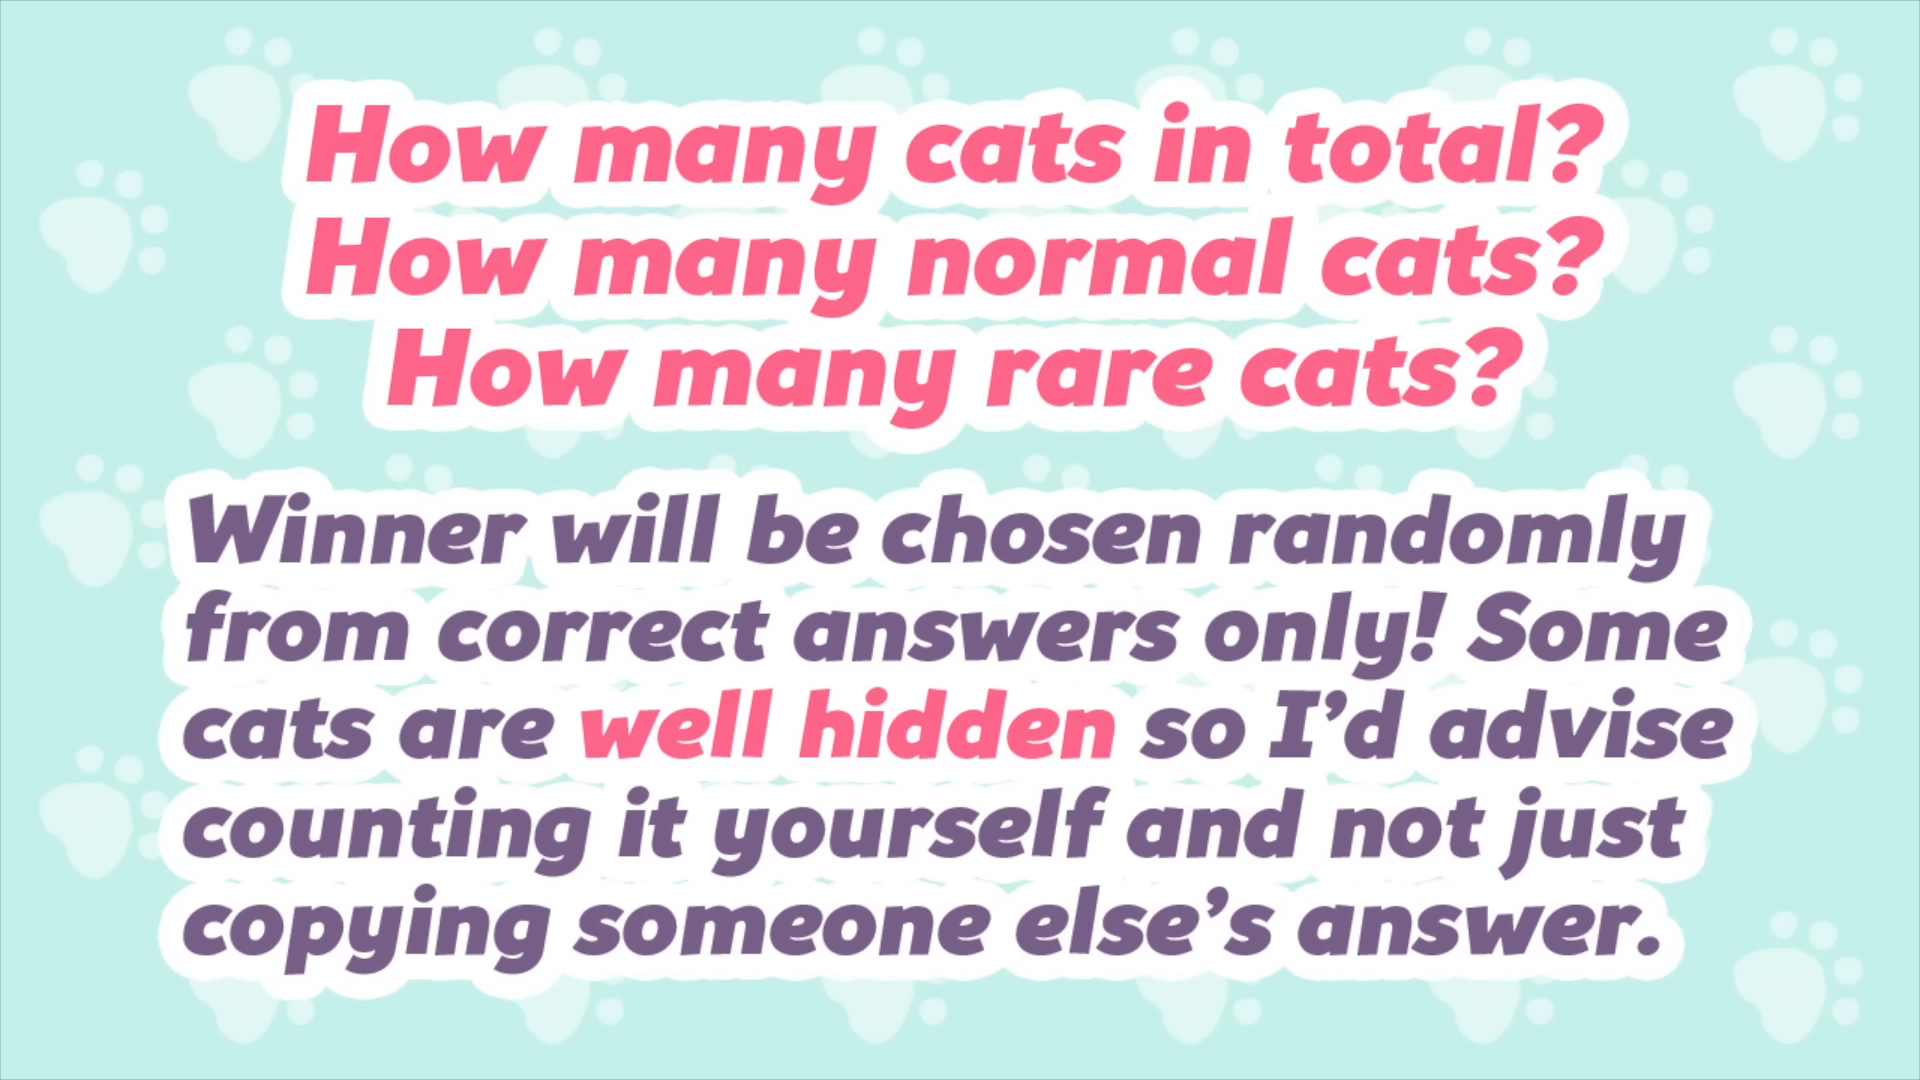 How many cats in total?
How many normal cats?
How many rare cats?
Winner will be chosen randomly
from correct answers only! Some
cats are well hidden so I’d advise
counting it yourself and not just
copying someone else’s answer.